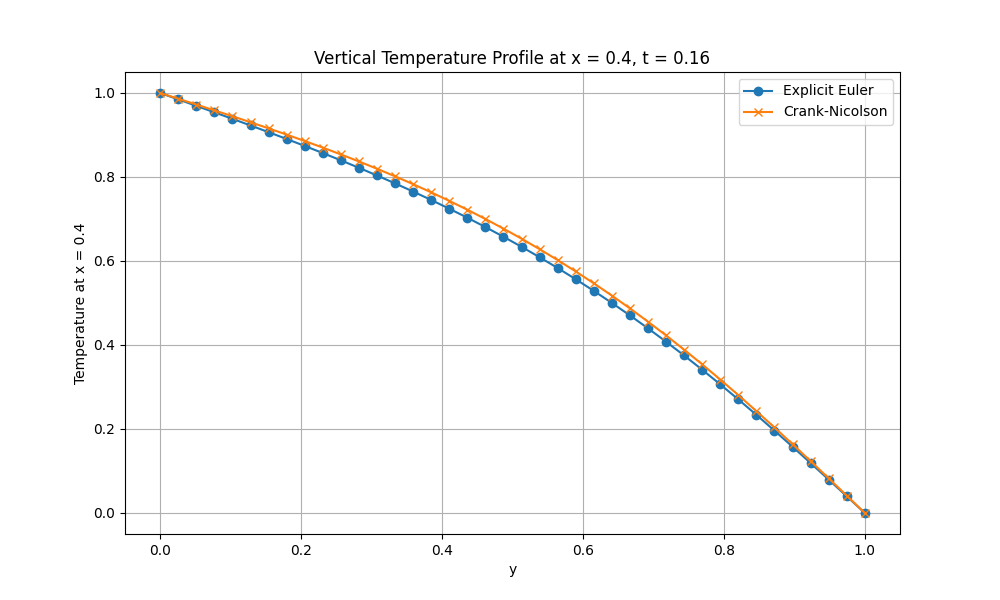 Vertical Temperature Profile at x = 0.4, t = 0.16
Explicit Euler
Crank-Nicolson
Temperature at x = 0.4
1.0
0.8
0.6
0.4
0.2
0.0
0.0 0.2 0.4 0.6 0.8 1.0
y